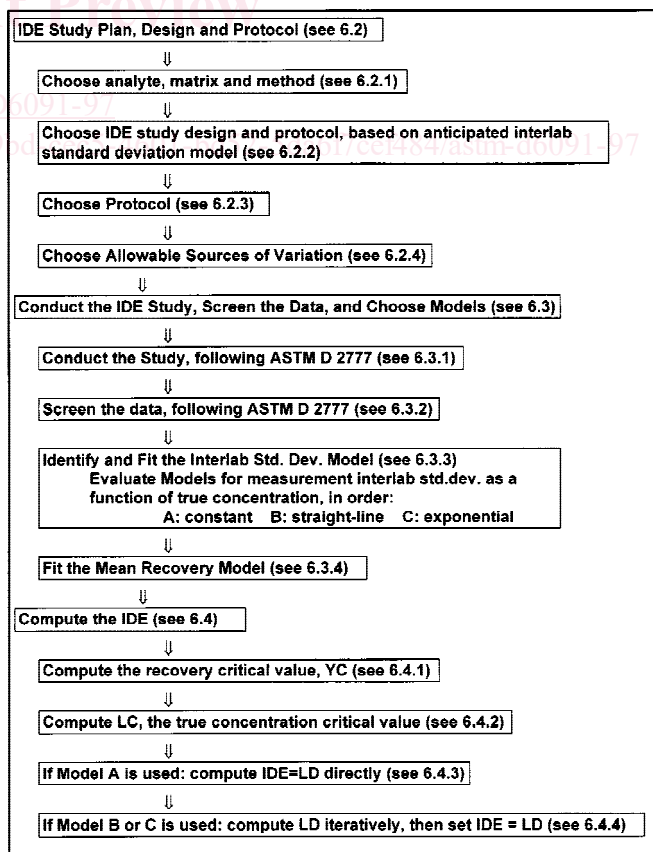 t Preview
IDE Study Plan, Design and Protocol (see 6.2)
⇓
Choose analyte, matrix and method (see 6.2.1)
⇓
Choose IDE study design and protocol, based on anticipated interlab
standard deviation model (see 6.2.2)
⇓
Choose Protocol (see 6.2.3)
⇓
Choose Allowable Sources of Variation (see 6.2.4)
⇓
Conduct the IDE Study, Screen the Data, and Choose Models (see 6.3)
⇓
Conduct the Study, following ASTM D 2777 (see 6.3.1)
⇓
Screen the data, following ASTM D 2777 (see 6.3.2)
⇓
Identify and Fit the Interlab Std. Dev. Model (see 6.3.3)
Evaluate Models for measurement interlab std.dev. as a
function of true concentration, in order:
A: constant B: straight-line C: exponential
⇓
Fit the Mean Recovery Model (see 6.3.4)
⇓
Compute the IDE (see 6.4)
⇓
Compute the recovery critical value, YC (see 6.4.1)
⇓
Compute LC, the true concentration critical value (see 6.4.2)
⇓
If Model A is used: compute IDE=LD directly (see 6.4.3)
⇓
If Model B or C is used: compute LD iteratively, then set IDE = LD (see 6.4.4)
6091-97
7cef484/astm-d6091-97